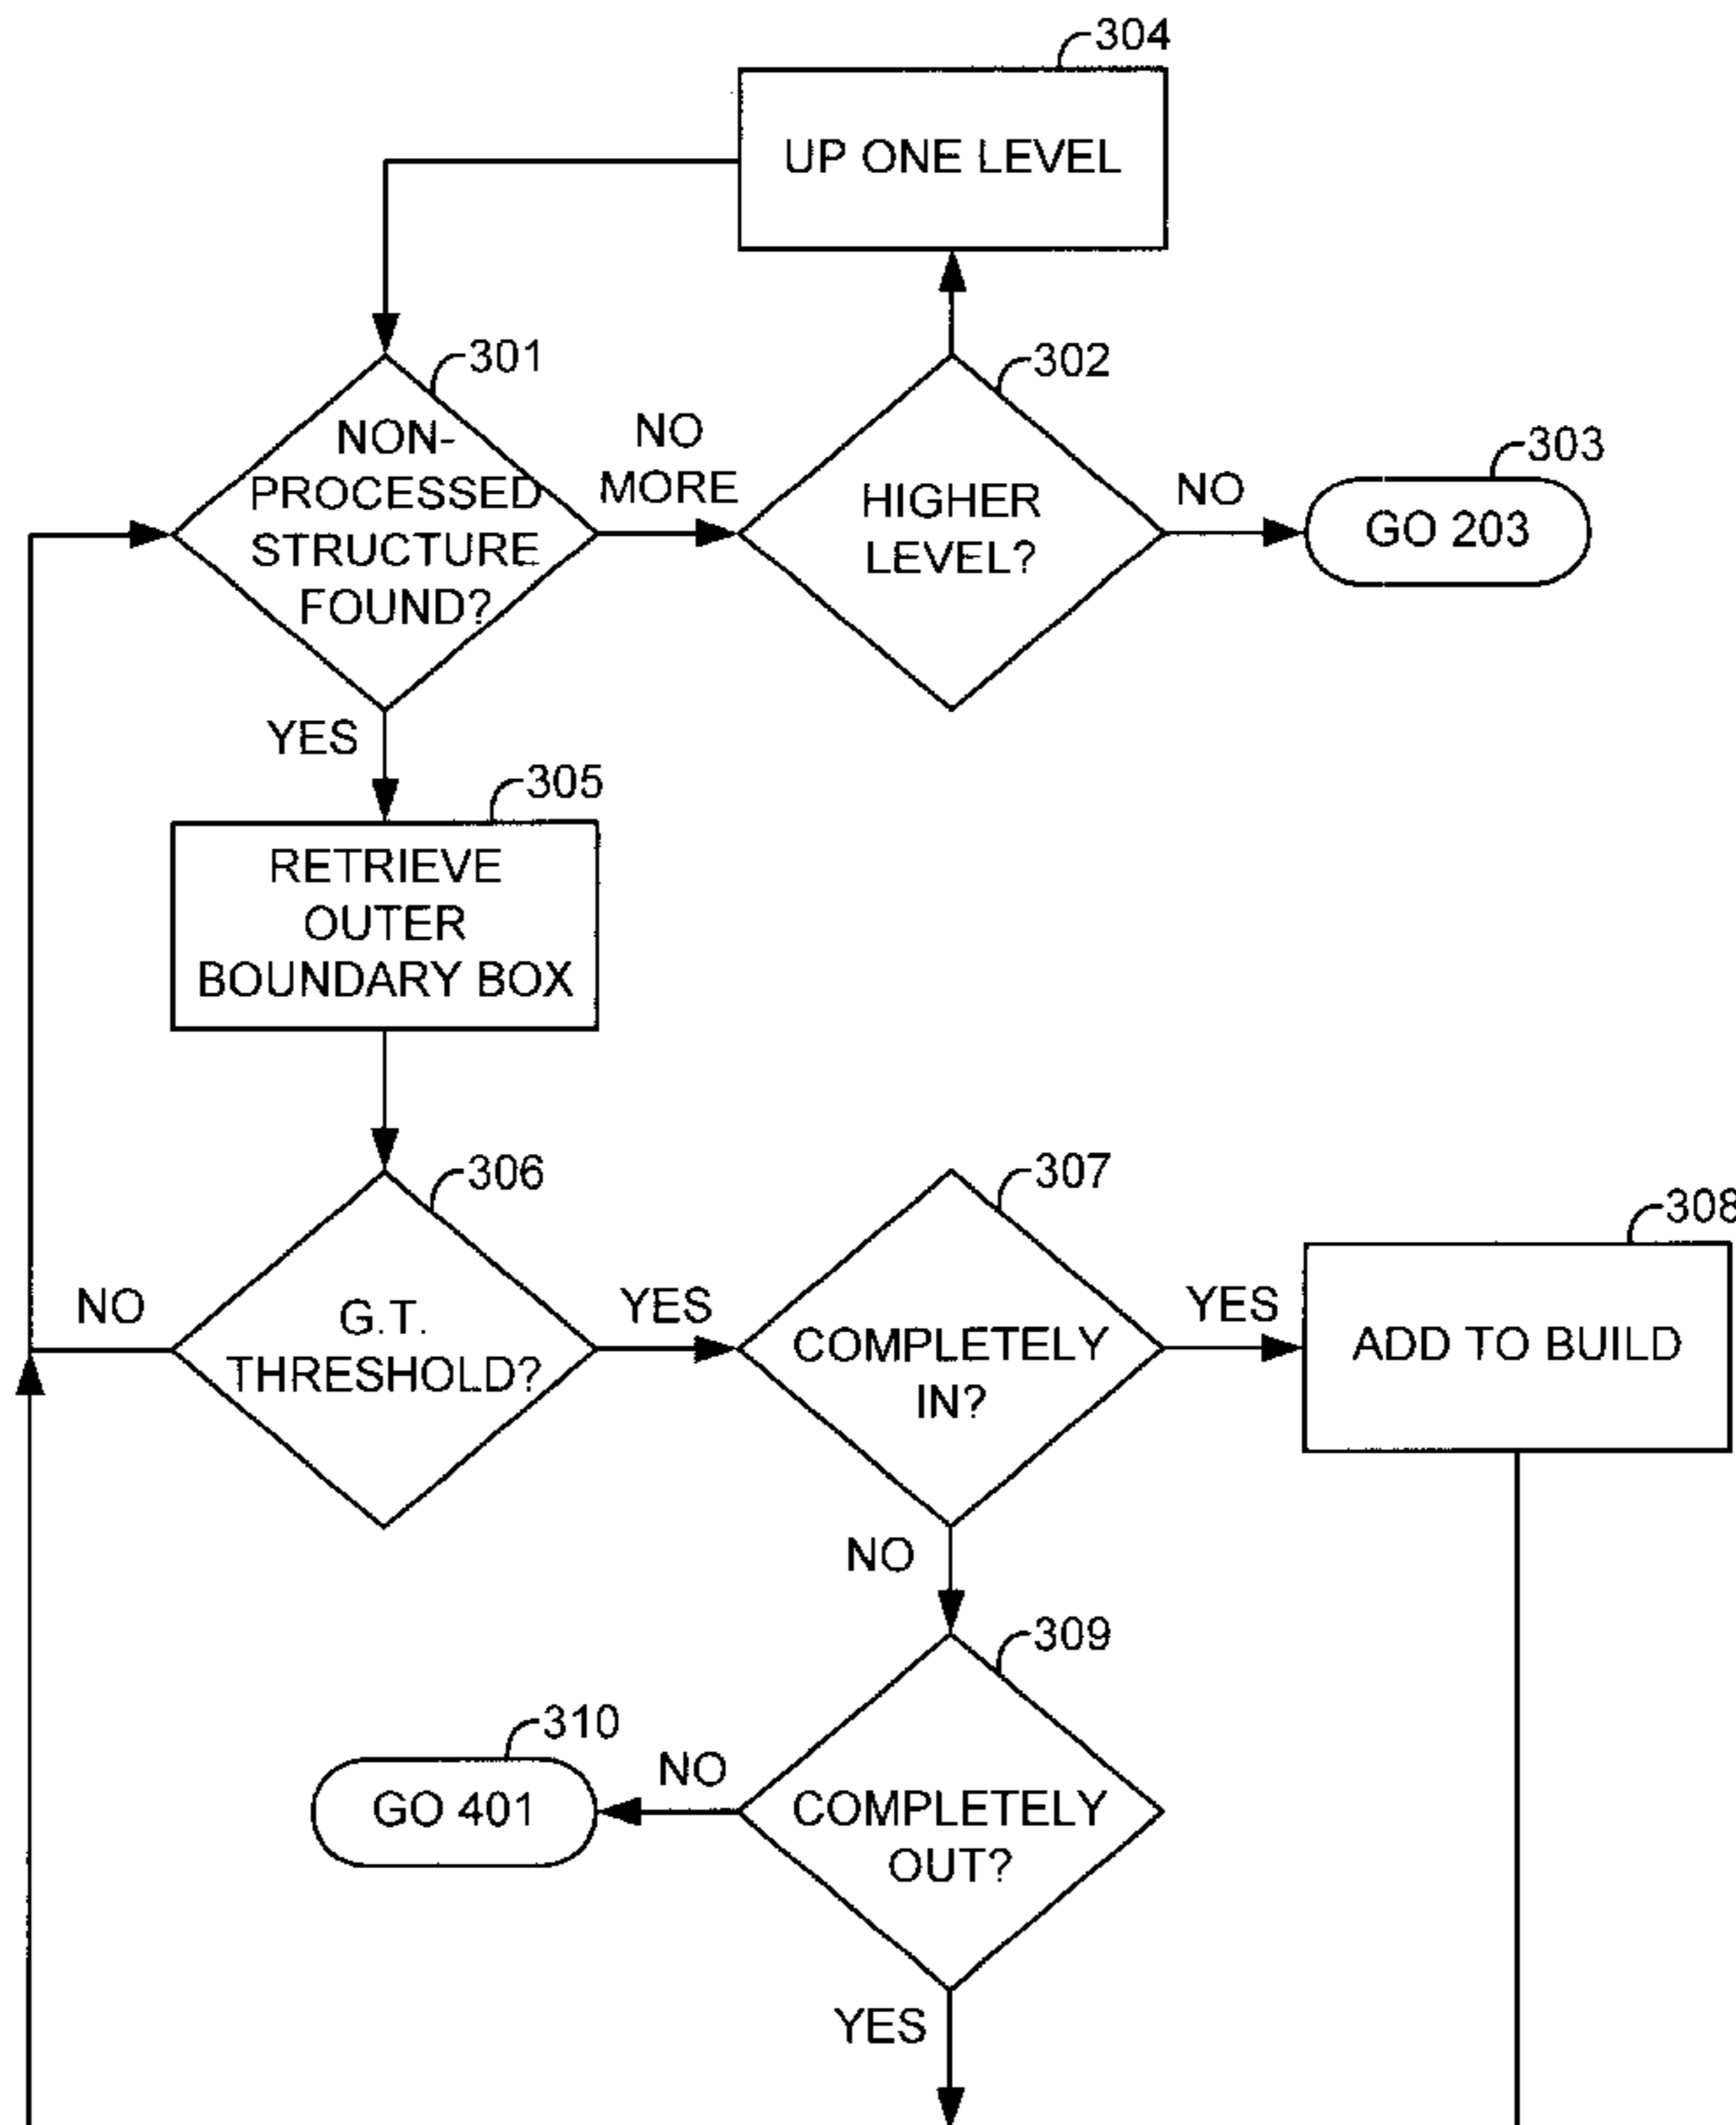 304
UP ONE LEVEL
301
NON-
PROCESSED
STRUCTURE
FOUND?
NO
MORE
302
HIGHER
LEVEL?
NO
303
GO 203
YES
305
RETRIEVE
OUTER
BOUNDARY BOX
306
G.T.
THRESHOLD?
NO
YES
307
COMPLETELY
IN?
YES
308
ADD TO BUILD
NO
309
COMPLETELY
OUT?
NO
310
GO 401
YES